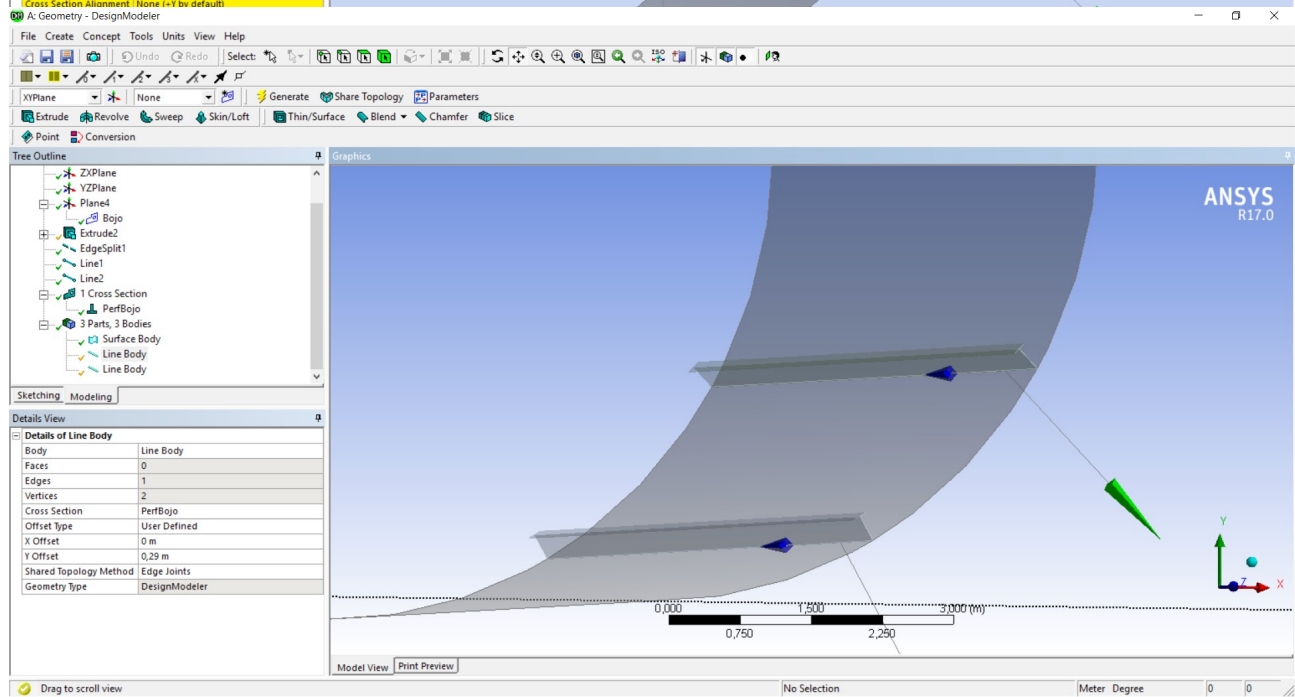 Cross Section Alignment None (+Y by default)
A: Geometry - DesignModeler
File Create Concept Tools Units View Help
Undo Redo Select:
XYPlane None Generate Share Topology Parameters
Extrude Revolve Sweep Skin/Loft Thin/Surface Blend Chamfer Slice
Point Conversion
Tree Outline
Graphics
ZXPlane
YZPlane
Plane4
Bojo
Extrude2
EdgeSplit1
Line1
Line2
1 Cross Section
PerfBojo
3 Parts, 3 Bodies
Surface Body
Line Body
Line Body
Sketching Modeling
Details View
Details of Line Body
Body Line Body
Faces 0
Edges 1
Vertices 2
Cross Section PerfBojo
Offset Type User Defined
X Offset 0 m
Y Offset 0,29 m
Shared Topology Method Edge Joints
Geometry Type DesignModeler
ANSYS
R17.0
Y
Z X
0,000 1,500 3,000 (m)
0,750 2,250
Model View Print Preview
Drag to scroll view No Selection Meter Degree 0 0